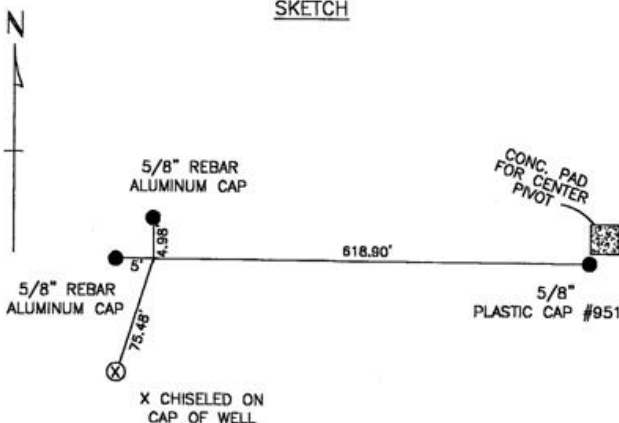 SKETCH
N
5/8" REBAR
ALUMINUM CAP
4.98'
5'
618.90'
CONC. PAD
FOR CENTER
PIVOT
5/8" REBAR
ALUMINUM CAP
5/8"
PLASTIC CAP #951
75.48'
X
X CHISELED ON
CAP OF WELL